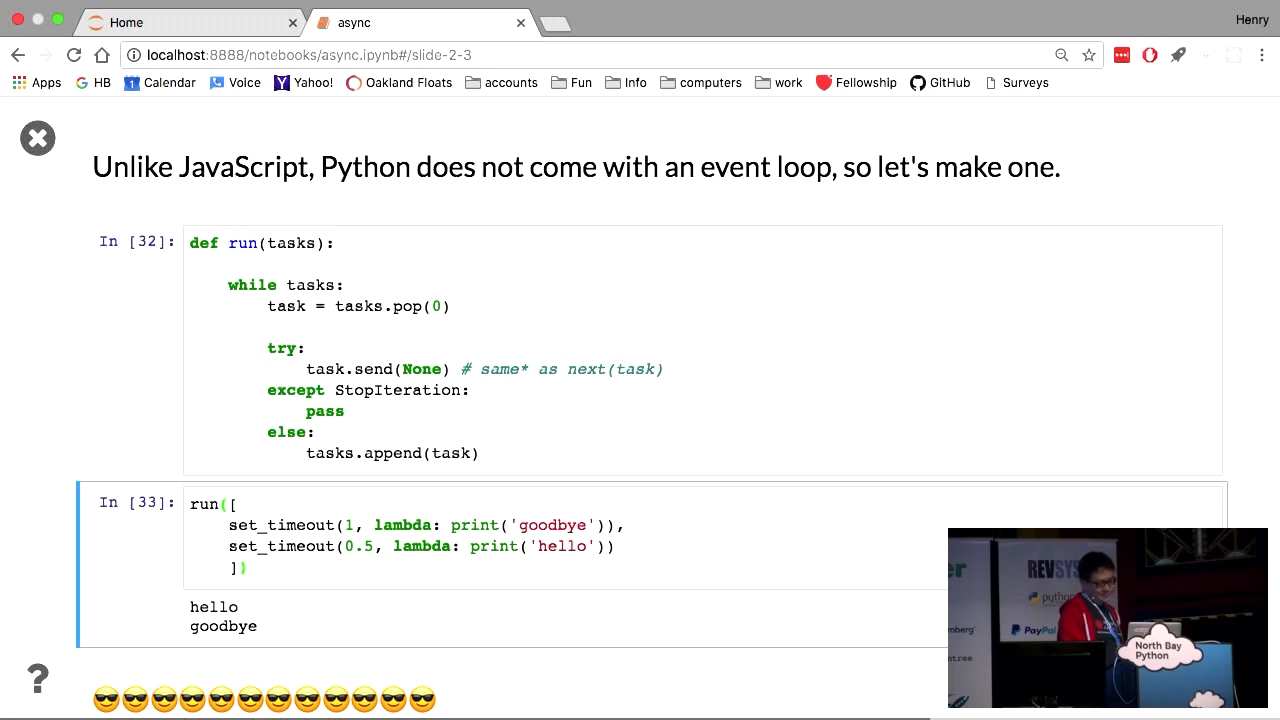 Home
async
Henry
localhost:8888/notebooks/async.ipynb#/slide-2-3
Apps
G HB
1 Calendar
Voice
Yahoo!
Oakland Floats
accounts
Fun
Info
computers
work
Fellowship
GitHub
Surveys
Unlike JavaScript, Python does not come with an event loop, so let's make one.
In [32]:
def run(tasks):
while tasks:
task = tasks.pop(0)
try:
task.send(None) # same* as next(task)
except StopIteration:
pass
else:
tasks.append(task)
In [33]:
run([
set_timeout(1, lambda: print('goodbye')),
set_timeout(0.5, lambda: print('hello'))
])
hello
goodbye
?
REVSYS
python
PayPal
North Bay
Python